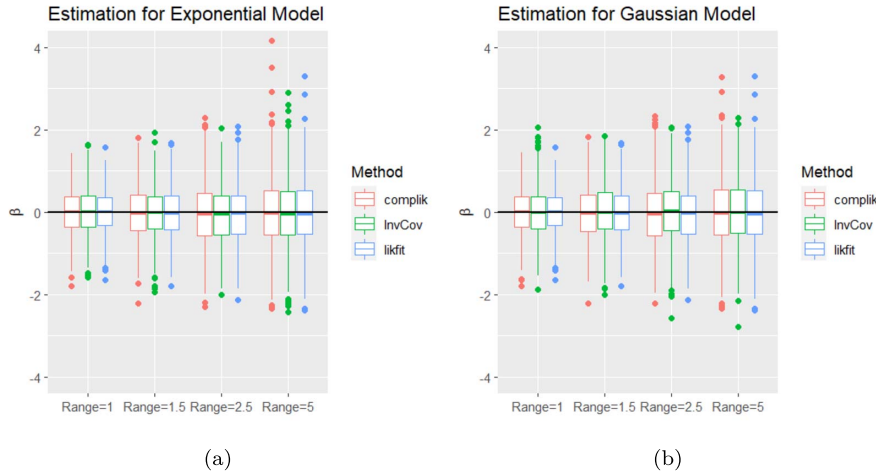 Estimation for Exponential Model
4
2
0
-2
-4
β
Range=1 Range=1.5 Range=2.5 Range=5
Method
complik
InvCov
likfit
(a)
Estimation for Gaussian Model
4
2
0
-2
-4
β
Range=1 Range=1.5 Range=2.5 Range=5
Method
complik
InvCov
likfit
(b)